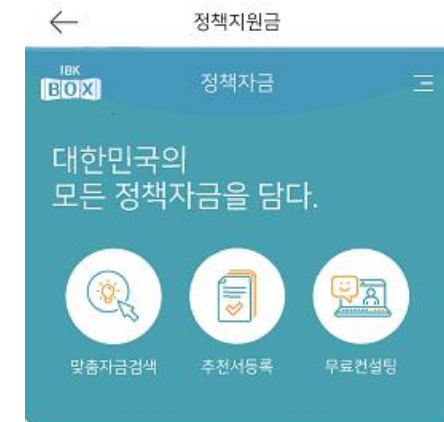 정책지원금
IBK
BOX
정책자금
대한민국의
모든 정책자금을 담다.
맞춤자금검색
추천서등록
무료컨설팅